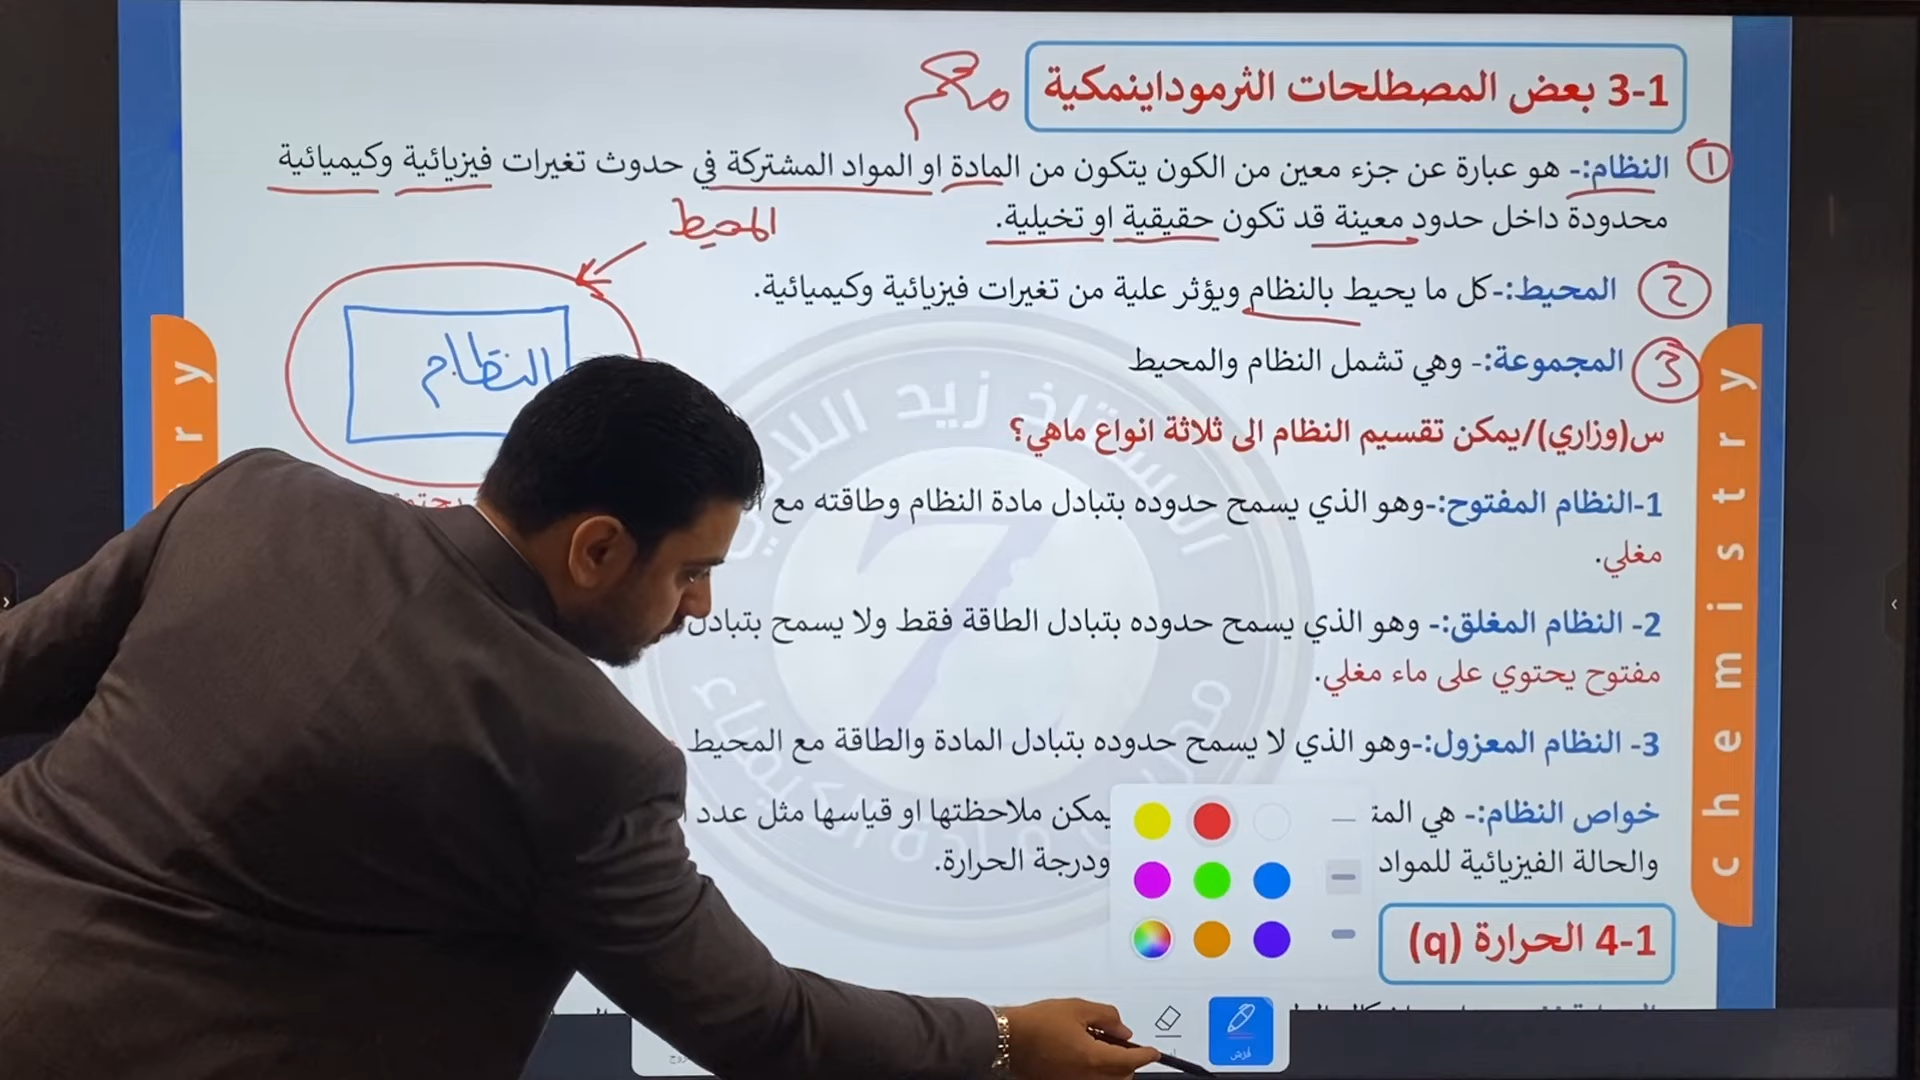 3-1 بعض المصطلحات الثرموداينمكية
مهم
1 النظام:- هو عبارة عن جزء معين من الكون يتكون من المادة او المواد المشتركة في حدوث تغيرات فيزيائية وكيميائية
محدودة داخل حدود معينة قد تكون حقيقية او تخيلية.
المحيط
2 المحيط:-كل ما يحيط بالنظام ويؤثر علية من تغيرات فيزيائية وكيميائية.
النظام
3 المجموعة:- وهي تشمل النظام والمحيط
س(وزاري)/يمكن تقسيم النظام الى ثلاثة انواع ماهي؟
1-النظام المفتوح:-وهو الذي يسمح حدوده بتبادل مادة النظام وطاقته مع
مغلي.
2- النظام المغلق:- وهو الذي يسمح حدوده بتبادل الطاقة فقط ولا يسمح بتبادل
مفتوح يحتوي على ماء مغلي.
3- النظام المعزول:-وهو الذي لا يسمح حدوده بتبادل المادة والطاقة مع المحيط
خواص النظام:- هي يمكن ملاحظتها او قياسها مثل عدد
والحالة الفيزيائية للمواد ودرجة الحرارة.
4-1 الحرارة (q)
chemistry
الاستاذ زيد